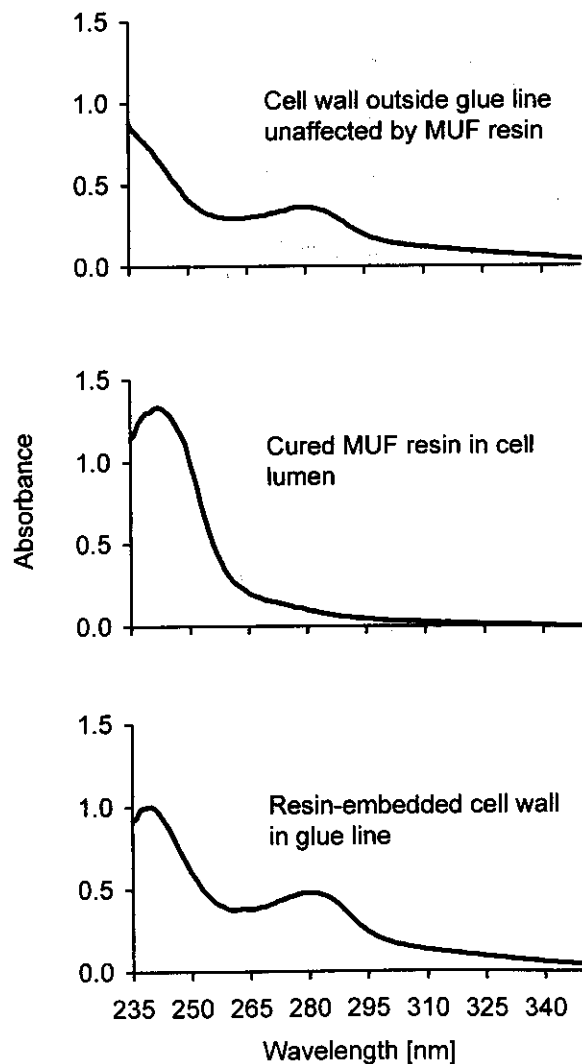 1.5
1.0
0.5
0.0
Cell wall outside glue line
unaffected by MUF resin
Absorbance
1.5
1.0
0.5
0.0
Cured MUF resin in cell
lumen
1.5
1.0
0.5
0.0
Resin-embedded cell wall
in glue line
235 250 265 280 295 310 325 340
Wavelength [nm]